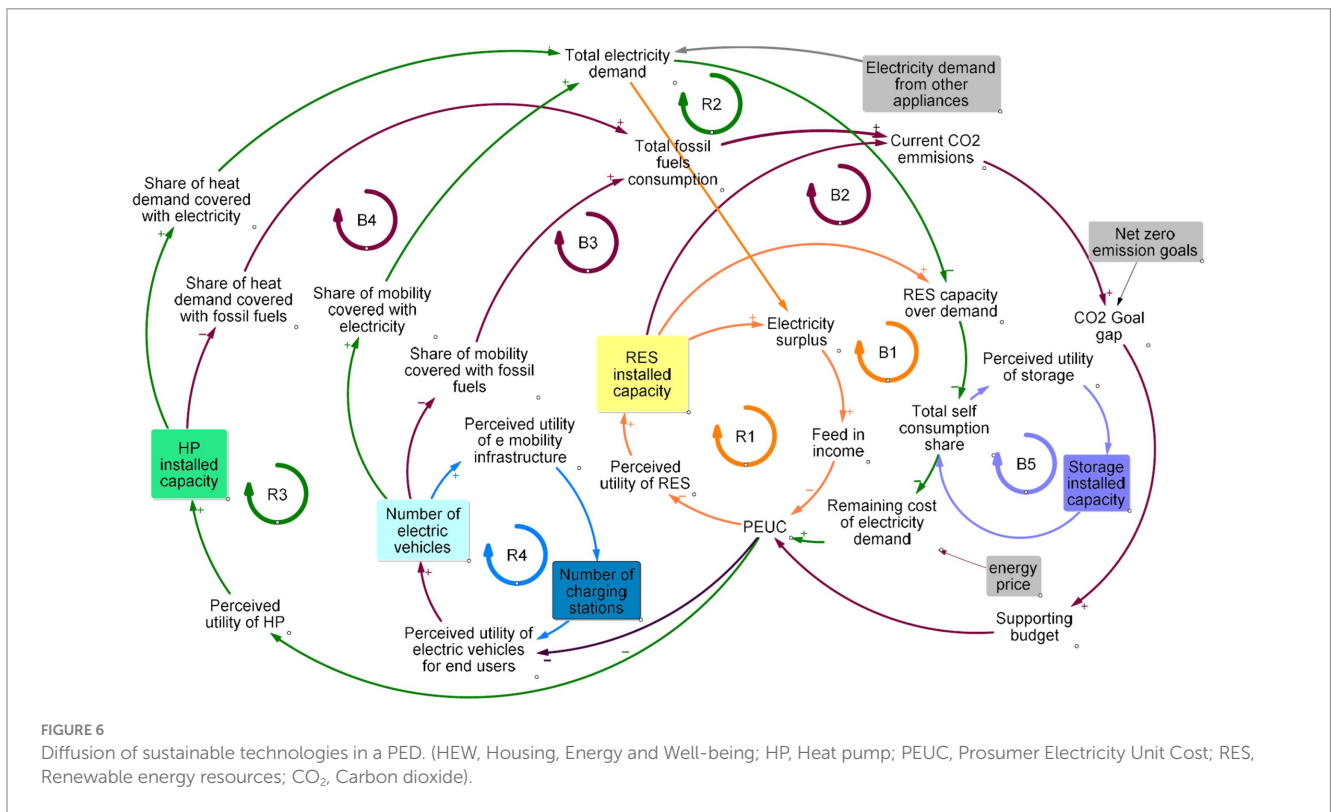 Total electricity
demand
Electricity demand
from other
appliances
R2
Total fossil
fuels
consumption
Current CO2
emmisions
Share of heat
demand covered
with electricity
B4
B2
B3
Net zero
emission goals
Share of heat
demand covered
with fossil fuels
Share of mobility
covered with
electricity
RES capacity
over demand
CO2 Goal
gap
Electricity
surplus
B1
Share of mobility
covered with fossil
fuels
RES
installed
capacity
Perceived utility
of storage
Total self
consumption
share
HP
installed
capacity
Perceived utility
of e mobility
infrastructure
R1
Feed in
income
B5
Storage
installed
capacity
Perceived
utility of RES
R3
Number of
electric
vehicles
R4
PEUC
Remaining cost
of electricity
demand
energy
price
Number of
charging
stations
Perceived
utility of HP
Perceived utility of
electric vehicles
for end users
Supporting
budget
FIGURE 6
Diffusion of sustainable technologies in a PED. (HEW, Housing, Energy and Well-being; HP, Heat pump; PEUC, Prosumer Electricity Unit Cost; RES,
Renewable energy resources; CO₂, Carbon dioxide).